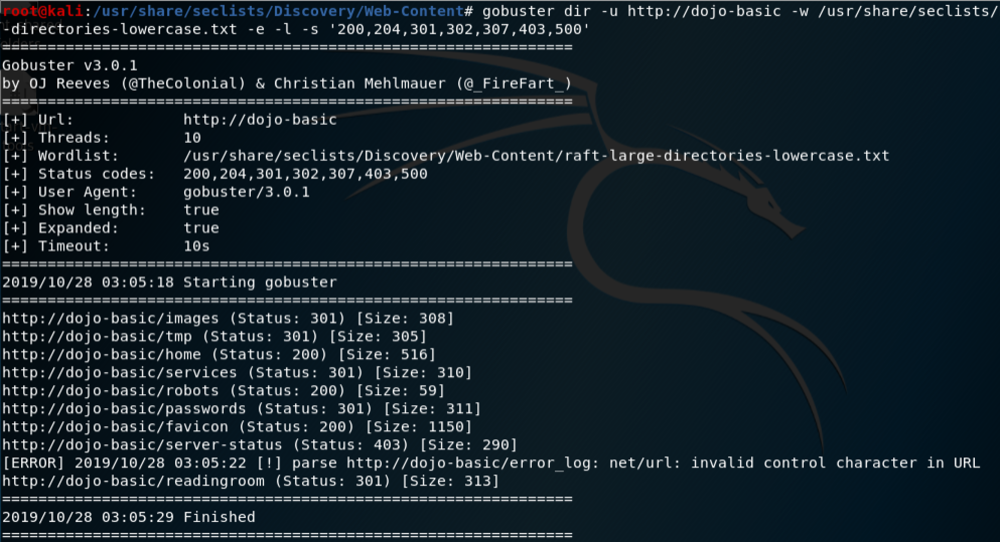 root@kali:/usr/share/seclists/Discovery/Web-Content# gobuster dir -u http://dojo-basic -w /usr/share/seclists/
-directories-lowercase.txt -e -l -s '200,204,301,302,307,403,500'
===============================================================
Gobuster v3.0.1
by OJ Reeves (@TheColonial) & Christian Mehlmauer (@_FireFart_)
===============================================================
[+] Url:            http://dojo-basic
[+] Threads:        10
[+] Wordlist:       /usr/share/seclists/Discovery/Web-Content/raft-large-directories-lowercase.txt
[+] Status codes:   200,204,301,302,307,403,500
[+] User Agent:     gobuster/3.0.1
[+] Show length:    true
[+] Expanded:       true
[+] Timeout:        10s
===============================================================
2019/10/28 03:05:18 Starting gobuster
===============================================================
http://dojo-basic/images (Status: 301) [Size: 308]
http://dojo-basic/tmp (Status: 301) [Size: 305]
http://dojo-basic/home (Status: 200) [Size: 516]
http://dojo-basic/services (Status: 301) [Size: 310]
http://dojo-basic/robots (Status: 200) [Size: 59]
http://dojo-basic/passwords (Status: 301) [Size: 311]
http://dojo-basic/favicon (Status: 200) [Size: 1150]
http://dojo-basic/server-status (Status: 403) [Size: 290]
[ERROR] 2019/10/28 03:05:22 [!] parse http://dojo-basic/error_log: net/url: invalid control character in URL
http://dojo-basic/readingroom (Status: 301) [Size: 313]
===============================================================
2019/10/28 03:05:29 Finished
===============================================================